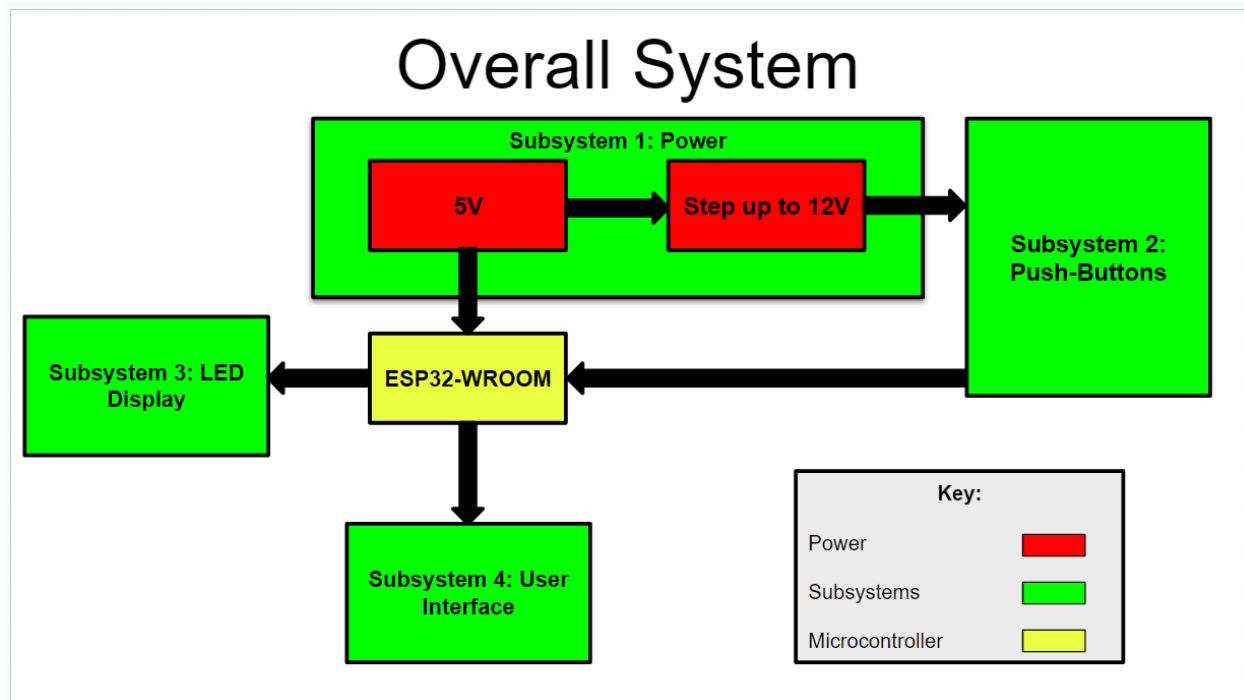 Overall System
Subsystem 1: Power
5V
Step up to 12V
Subsystem 2:
Push-Buttons
Subsystem 3: LED
Display
ESP32-WROOM
Subsystem 4: User
Interface
Key:
Power
Subsystems
Microcontroller